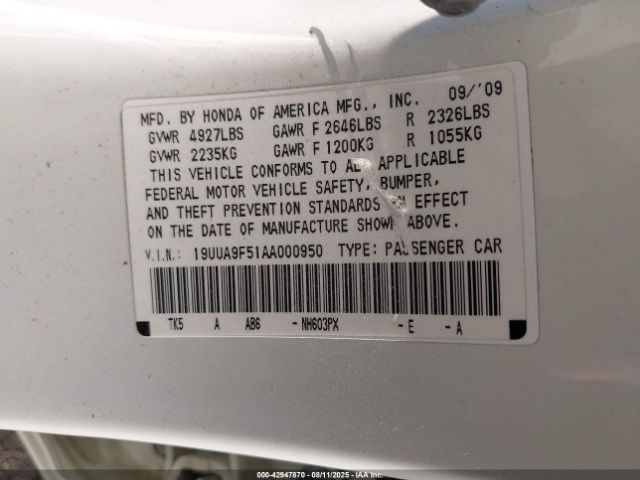 MFD. BY HONDA OF AMERICA MFG., INC. 09/'09
GVWR 4927LBS GAWR F 2646LBS R 2326LBS
GVWR 2235KG GAWR F 1200KG R 1055KG
THIS VEHICLE CONFORMS TO ALL APPLICABLE
FEDERAL MOTOR VEHICLE SAFETY, BUMPER,
AND THEFT PREVENTION STANDARDS IN EFFECT
ON THE DATE OF MANUFACTURE SHOWN ABOVE.
V.I.N.: 19UUA9F51AA000950 TYPE: PASSENGER CAR
TK5 A AB6 -NH603PX -E -A
000-42947870 - 08/11/2025 - Copyright IAA, Inc.